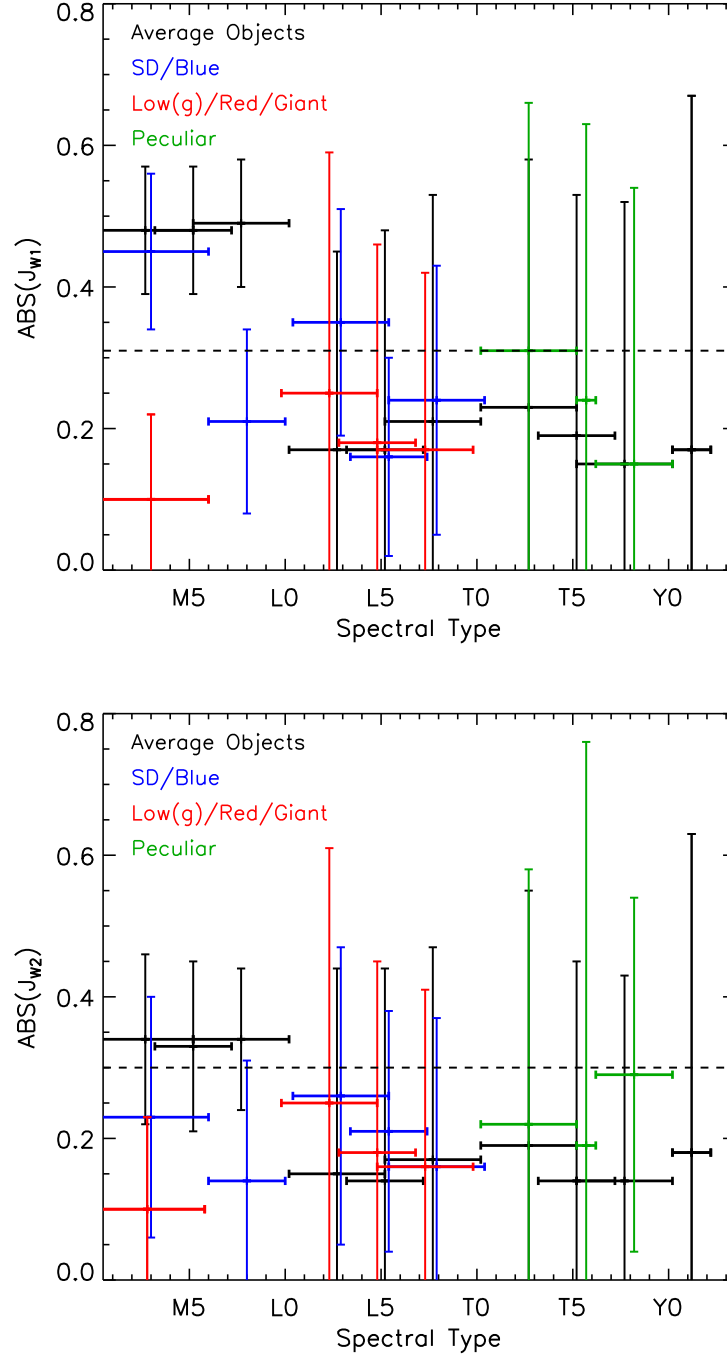 0.8
Average Objects
SD/Blue
Low(g)/Red/Giant
Peculiar
0.6
0.4
0.2
0.0
ABS(J_W1)
M5 L0 L5 T0 T5 Y0
Spectral Type
0.8
Average Objects
SD/Blue
Low(g)/Red/Giant
Peculiar
0.6
0.4
0.2
0.0
ABS(J_W2)
M5 L0 L5 T0 T5 Y0
Spectral Type